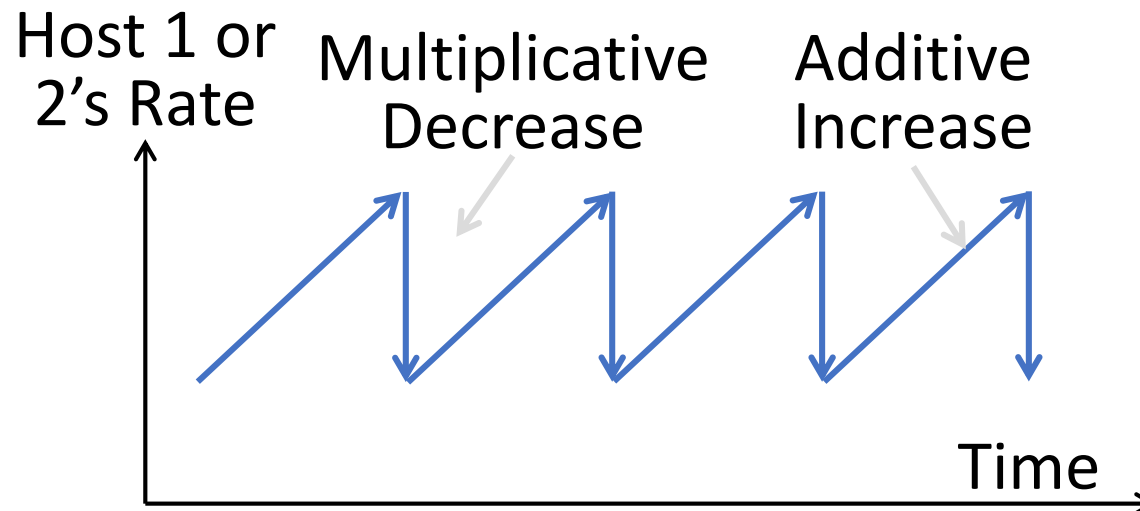 Host 1 or
2’s Rate
Multiplicative
Decrease
Additive
Increase
Time